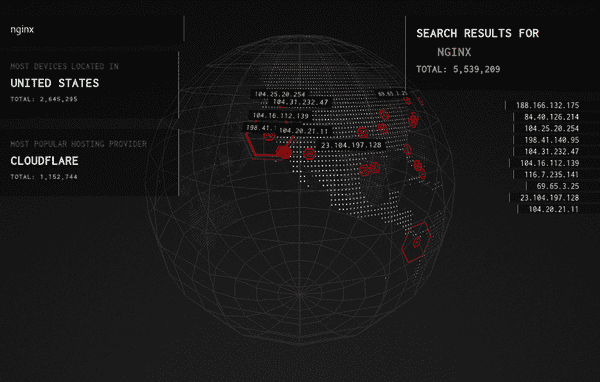 nginx
MOST DEVICES LOCATED IN
UNITED STATES
TOTAL: 2,645,295
MOST POPULAR HOSTING PROVIDER
CLOUDFLARE
TOTAL: 1,152,744
SEARCH RESULTS FOR
NGINX
TOTAL: 5,539,209
188.166.132.175
84.40.126.214
104.25.20.254
198.41.140.95
104.31.232.47
104.16.112.139
116.7.235.141
69.65.3.25
23.104.197.128
104.20.21.11
104.25.20.254
69.65.3.25
104.31.232.47
104.16.112.139
198.41.
104.20.21.11
23.104.197.128